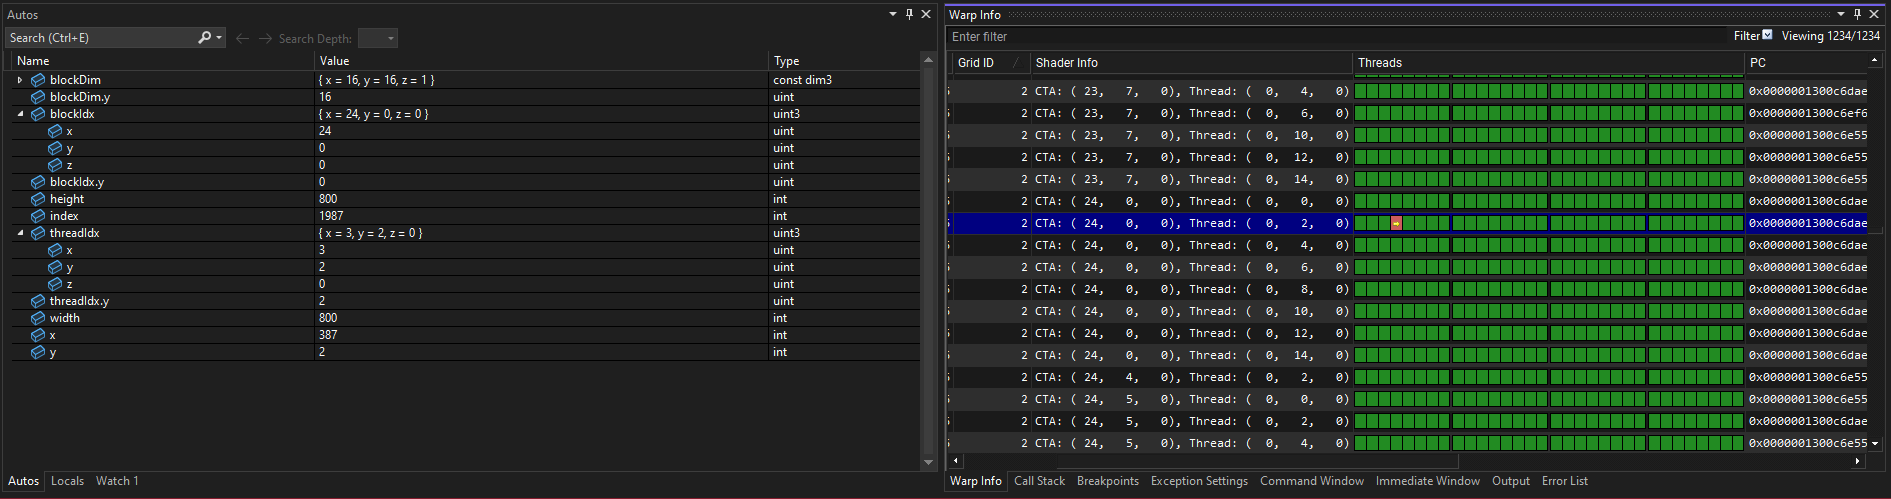 Autos
Search (Ctrl+E)
Search Depth:
Name Value Type
blockDim { x = 16, y = 16, z = 1 } const dim3
blockDim.y 16 uint
blockIdx { x = 24, y = 0, z = 0 } uint3
x 24 uint
y 0 uint
z 0 uint
blockIdx.y 0 uint
height 800 int
index 1987 int
threadIdx { x = 3, y = 2, z = 0 } uint3
x 3 uint
y 2 uint
z 0 uint
threadIdx.y 2 uint
width 800 int
x 387 int
y 2 int
Autos Locals Watch 1
Warp Info
Enter filter Filter Viewing 1234/1234
Grid ID Shader Info Threads PC
2 CTA: ( 23, 7, 0), Thread: ( 0, 4, 0) 0x0000001300c6dae
2 CTA: ( 23, 7, 0), Thread: ( 0, 6, 0) 0x0000001300c6ef6
2 CTA: ( 23, 7, 0), Thread: ( 0, 10, 0) 0x0000001300c6e55
2 CTA: ( 23, 7, 0), Thread: ( 0, 12, 0) 0x0000001300c6e55
2 CTA: ( 23, 7, 0), Thread: ( 0, 14, 0) 0x0000001300c6e55
2 CTA: ( 24, 0, 0), Thread: ( 0, 0, 0) 0x0000001300c6dae
2 CTA: ( 24, 0, 0), Thread: ( 0, 2, 0) 0x0000001300c6dae
2 CTA: ( 24, 0, 0), Thread: ( 0, 4, 0) 0x0000001300c6dae
2 CTA: ( 24, 0, 0), Thread: ( 0, 6, 0) 0x0000001300c6dae
2 CTA: ( 24, 0, 0), Thread: ( 0, 8, 0) 0x0000001300c6dae
2 CTA: ( 24, 0, 0), Thread: ( 0, 10, 0) 0x0000001300c6dae
2 CTA: ( 24, 0, 0), Thread: ( 0, 12, 0) 0x0000001300c6dae
2 CTA: ( 24, 0, 0), Thread: ( 0, 14, 0) 0x0000001300c6dae
2 CTA: ( 24, 4, 0), Thread: ( 0, 2, 0) 0x0000001300c6e55
2 CTA: ( 24, 5, 0), Thread: ( 0, 0, 0) 0x0000001300c6e55
2 CTA: ( 24, 5, 0), Thread: ( 0, 2, 0) 0x0000001300c6dae
2 CTA: ( 24, 5, 0), Thread: ( 0, 4, 0) 0x0000001300c6e55
Warp Info Call Stack Breakpoints Exception Settings Command Window Immediate Window Output Error List